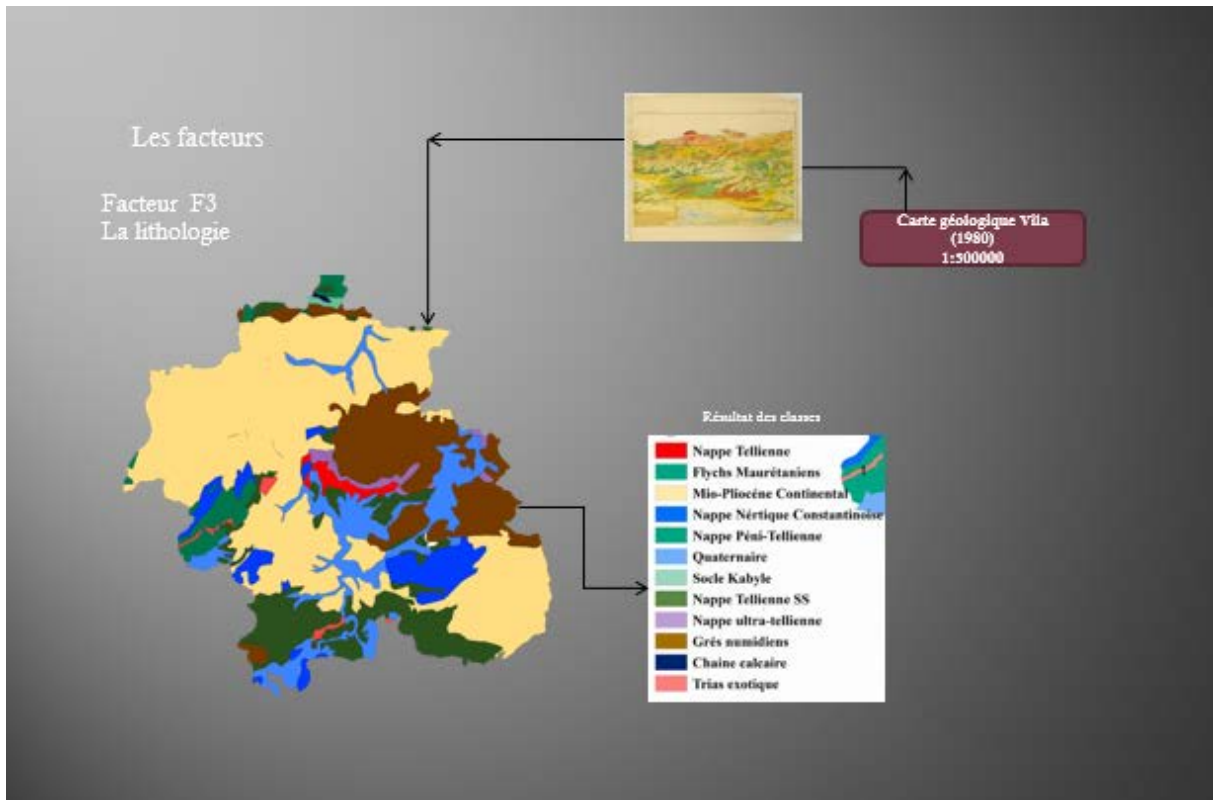 Les facteurs
Facteur F3
La lithologie
Carte géologique Vila
(1980)
1:500000
Résultat des classes
Nappe Tellienne
Flychs Maurétaniens
Mio-Pliocéne Continental
Nappe Nértique Constantinoise
Nappe Péni-Tellienne
Quaternaire
Socle Kabyle
Nappe Tellienne SS
Nappe ultra-tellienne
Grés numidiens
Chaine calcaire
Trias exotique